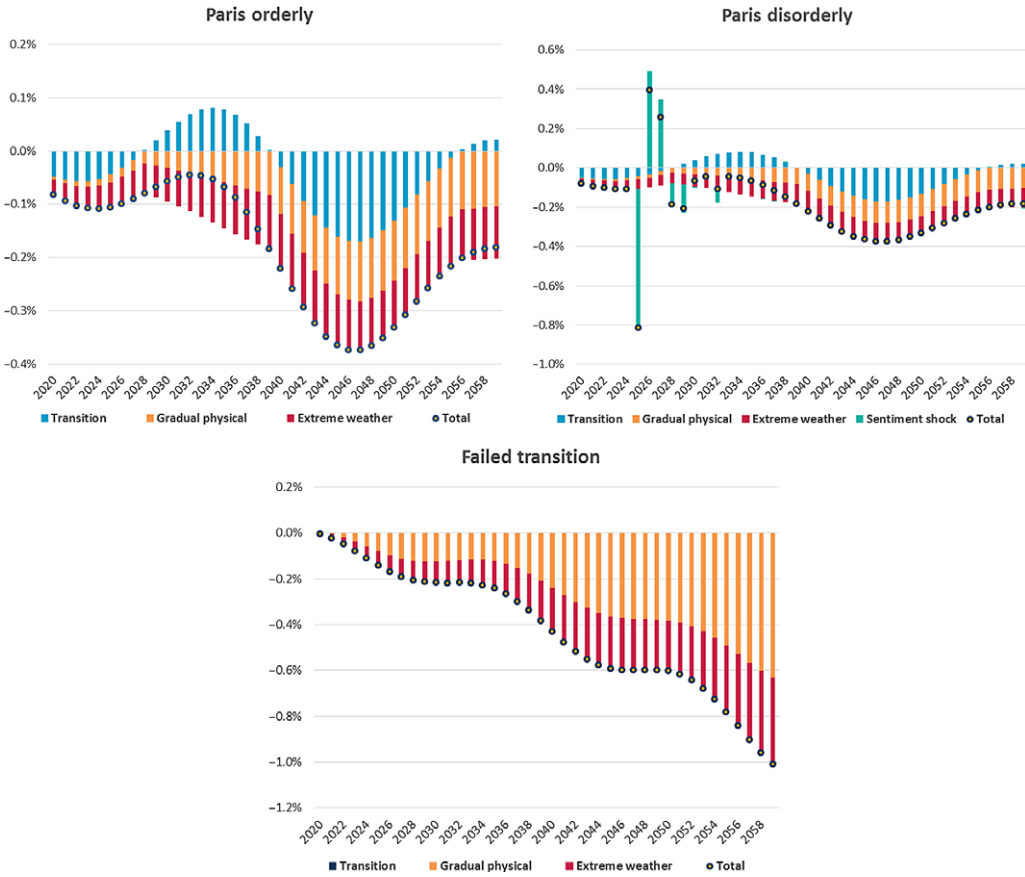 Paris orderly
0.2%
0.1%
0.0%
–0.1%
–0.2%
–0.3%
–0.4%
2020 2022 2024 2026 2028 2030 2032 2034 2036 2038 2040 2042 2044 2046 2048 2050 2052 2054 2056 2058
Transition Gradual physical Extreme weather Total
Paris disorderly
0.6%
0.4%
0.2%
0.0%
–0.2%
–0.4%
–0.6%
–0.8%
–1.0%
2020 2022 2024 2026 2028 2030 2032 2034 2036 2038 2040 2042 2044 2046 2048 2050 2052 2054 2056 2058
Transition Gradual physical Extreme weather Sentiment shock Total
Failed transition
0.2%
0.0%
–0.2%
–0.4%
–0.6%
–0.8%
–1.0%
–1.2%
2020 2022 2024 2026 2028 2030 2032 2034 2036 2038 2040 2042 2044 2046 2048 2050 2052 2054 2056 2058
Transition Gradual physical Extreme weather Total